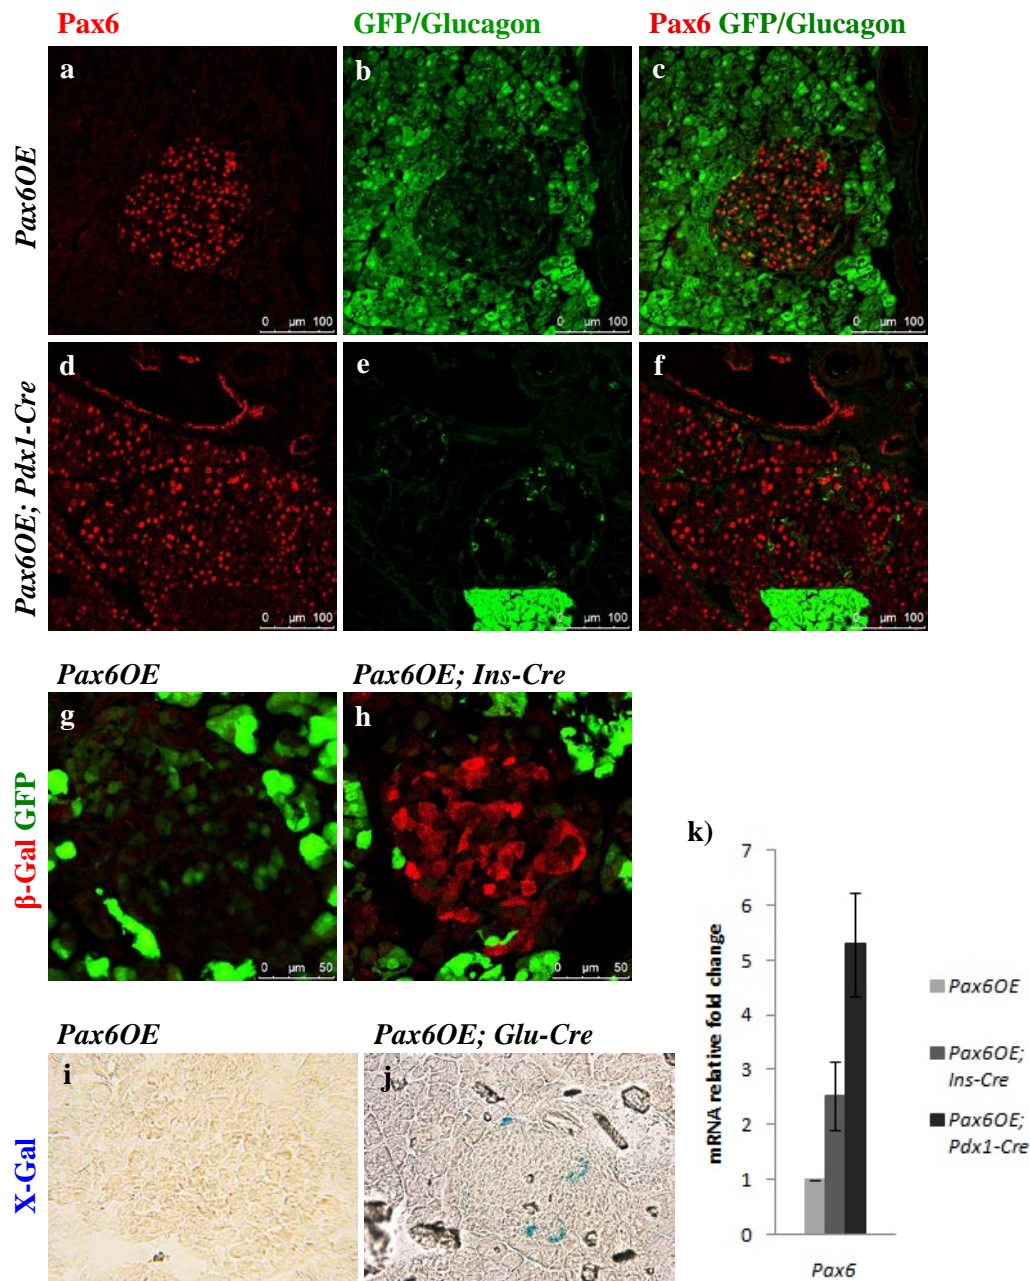 Pax6 GFP/Glucagon Pax6 GFP/Glucagon
Pax6OE
a b c
0 µm 100 0 µm 100 0 µm 100
Pax6OE; Pdx1-Cre
d e f
0 µm 100 0 µm 100 0 µm 100
Pax6OE Pax6OE; Ins-Cre
β-Gal GFP
g h
0 µm 50 0 µm 50
Pax6OE Pax6OE; Glu-Cre
X-Gal
i j
k)
mRNA relative fold change
7
6
5
4
3
2
1
0
Pax6
Pax6OE
Pax6OE;
Ins-Cre
Pax6OE;
Pdx1-Cre